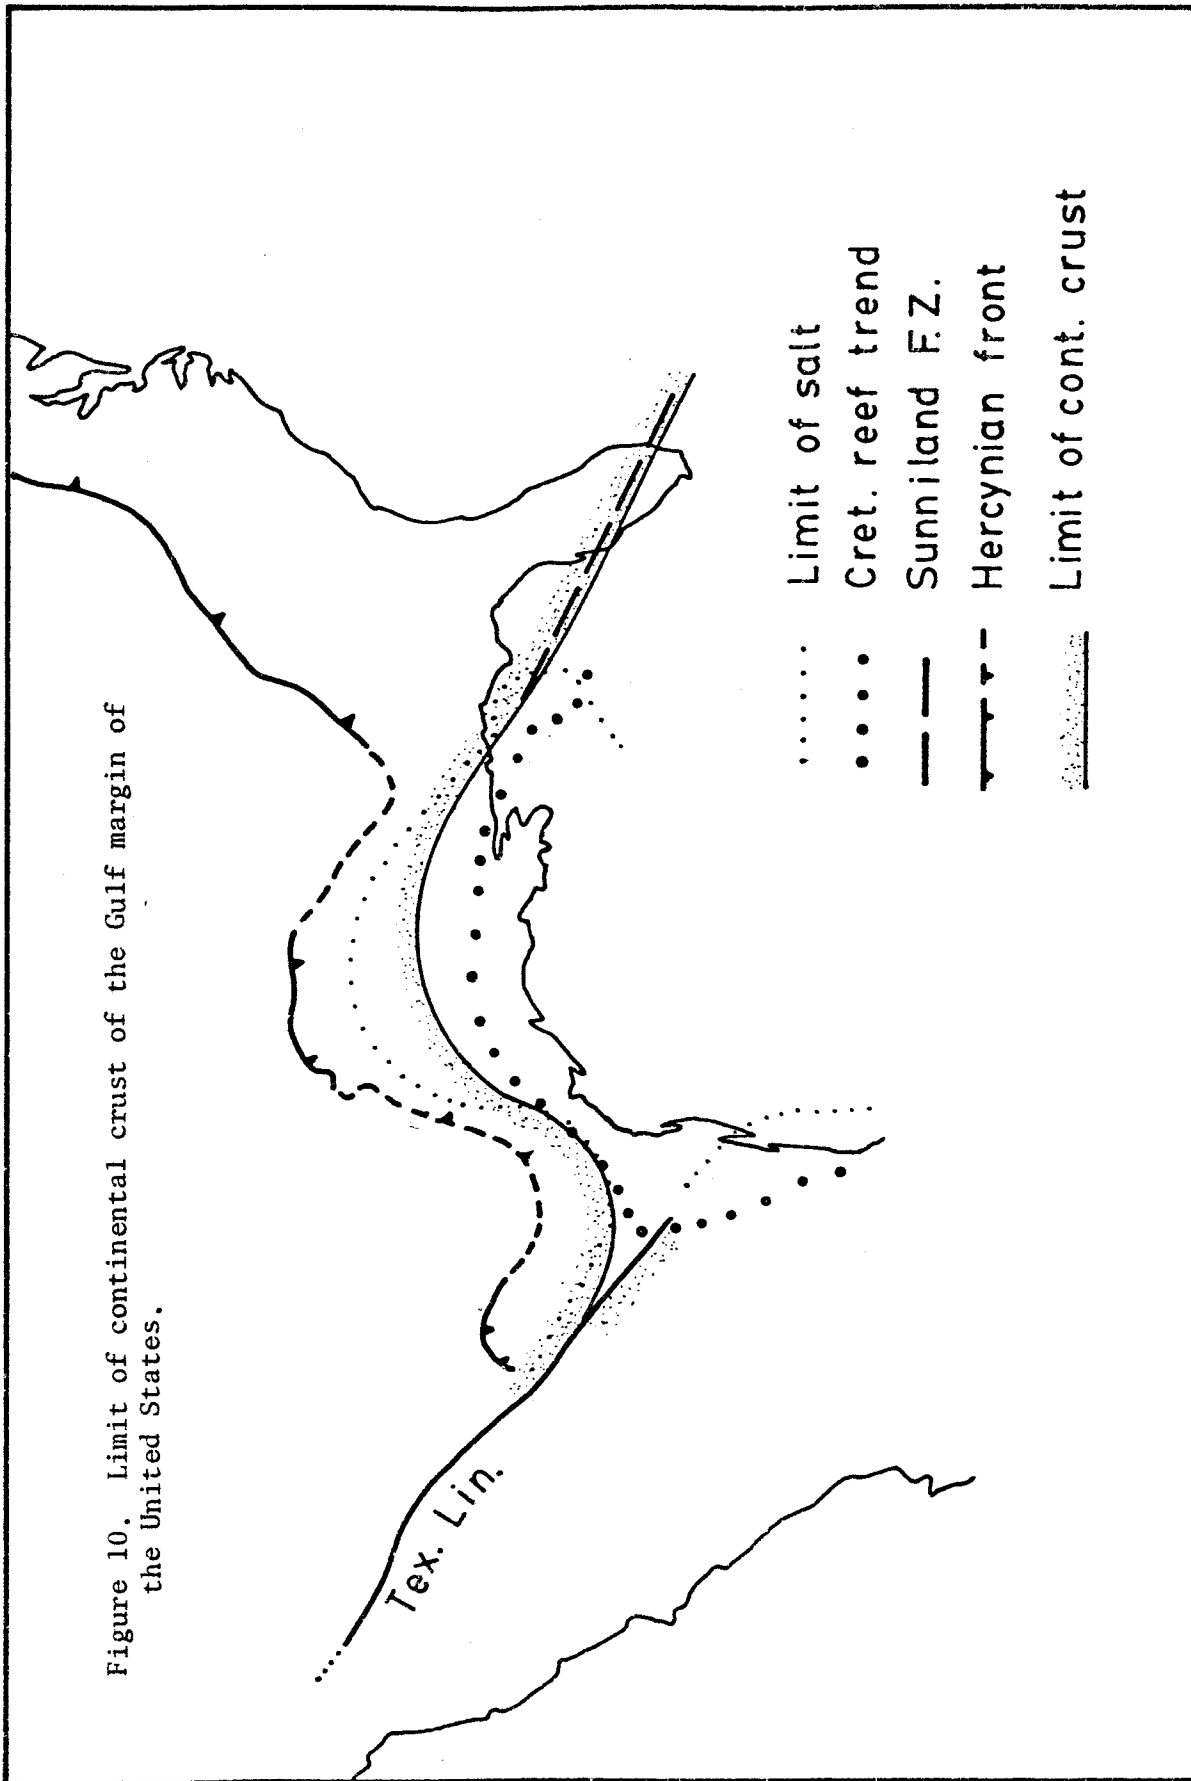 Figure 10. Limit of continental crust of the Gulf margin of
the United States.
Tex. Lin.
Limit of salt
Cret. reef trend
Sunniland F.Z.
Hercynian front
Limit of cont. crust